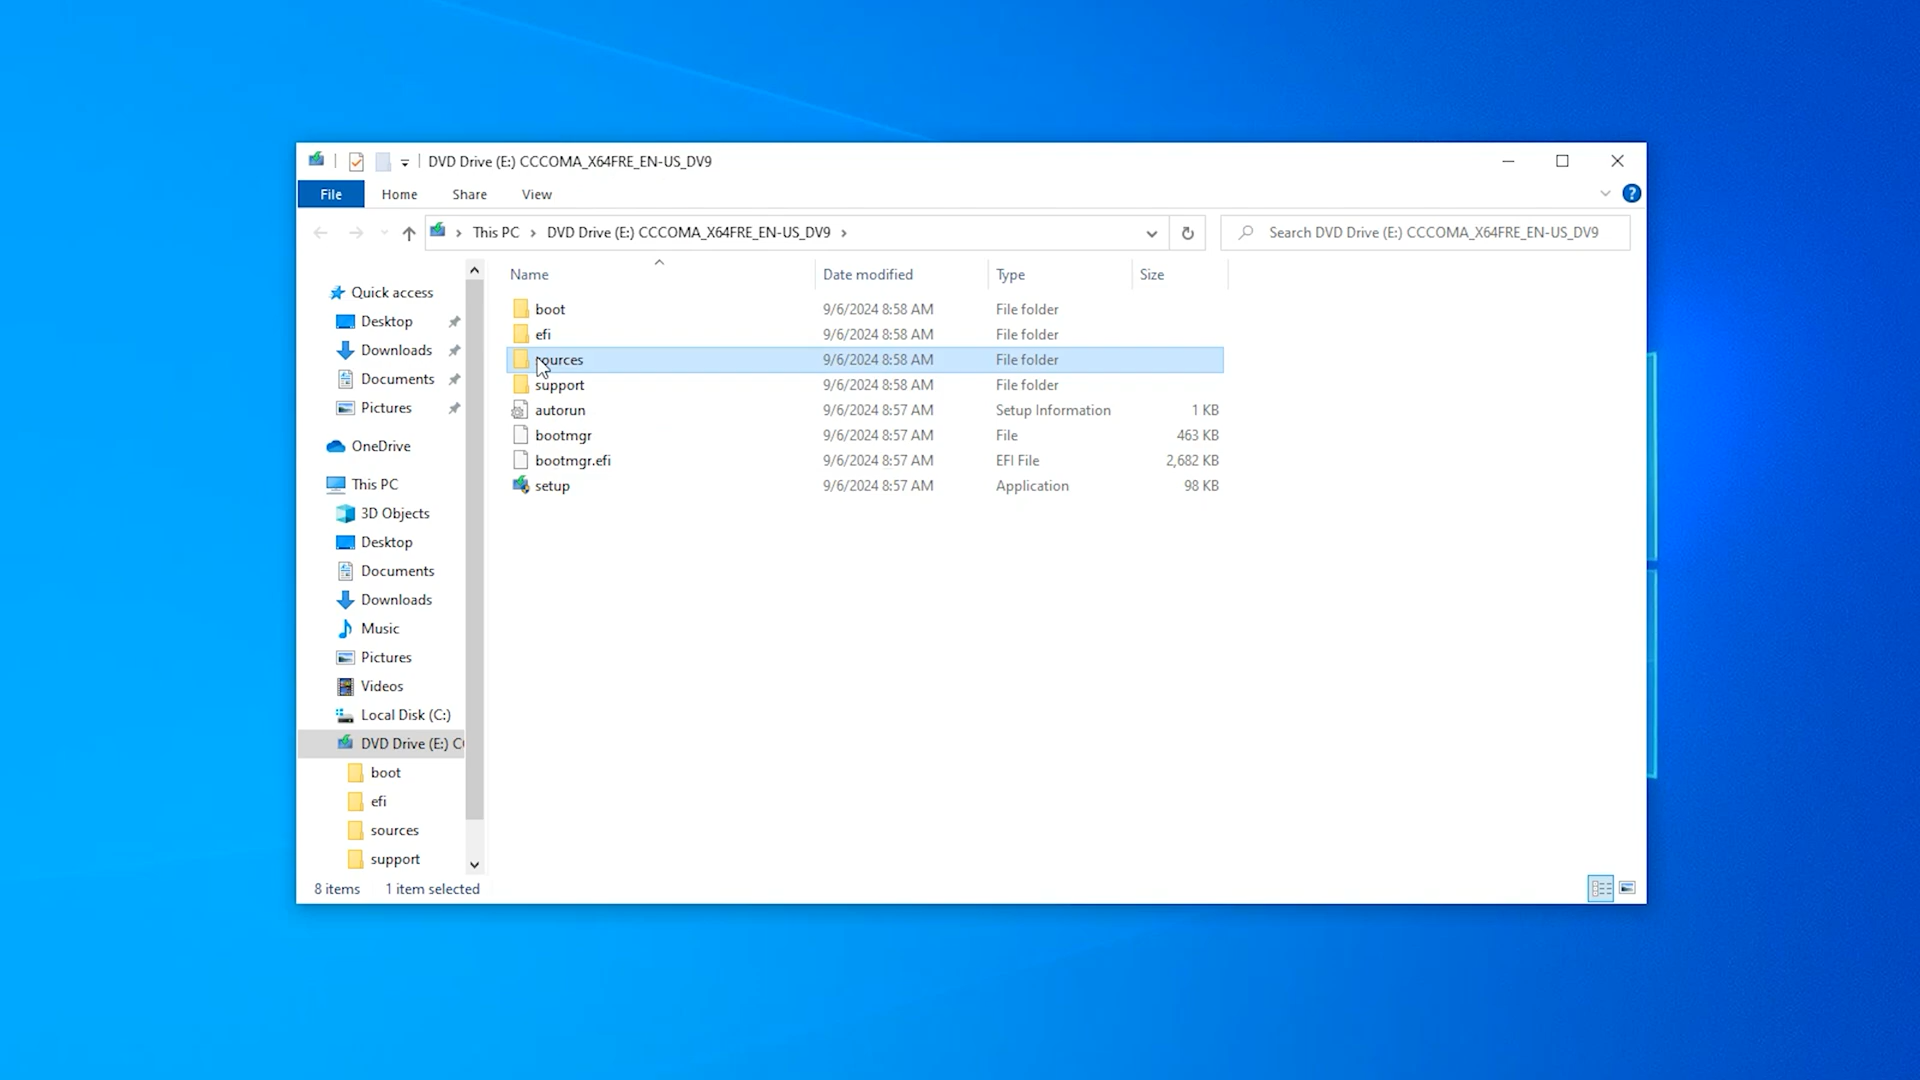 DVD Drive (E:) CCCOMA_X64FRE_EN-US_DV9
File Home Share View ?
This PC DVD Drive (E:) CCCOMA_X64FRE_EN-US_DV9 Search DVD Drive (E:) CCCOMA_X64FRE_EN-US_DV9
Name Date modified Type Size
boot 9/6/2024 8:58 AM File folder
efi 9/6/2024 8:58 AM File folder
sources 9/6/2024 8:58 AM File folder
support 9/6/2024 8:58 AM File folder
autorun 9/6/2024 8:57 AM Setup Information 1 KB
bootmgr 9/6/2024 8:57 AM File 463 KB
bootmgr.efi 9/6/2024 8:57 AM EFI File 2,682 KB
setup 9/6/2024 8:57 AM Application 98 KB
Quick access
Desktop
Downloads
Documents
Pictures
OneDrive
This PC
3D Objects
Desktop
Documents
Downloads
Music
Pictures
Videos
Local Disk (C:)
DVD Drive (E:) C
boot
efi
sources
support
8 items 1 item selected